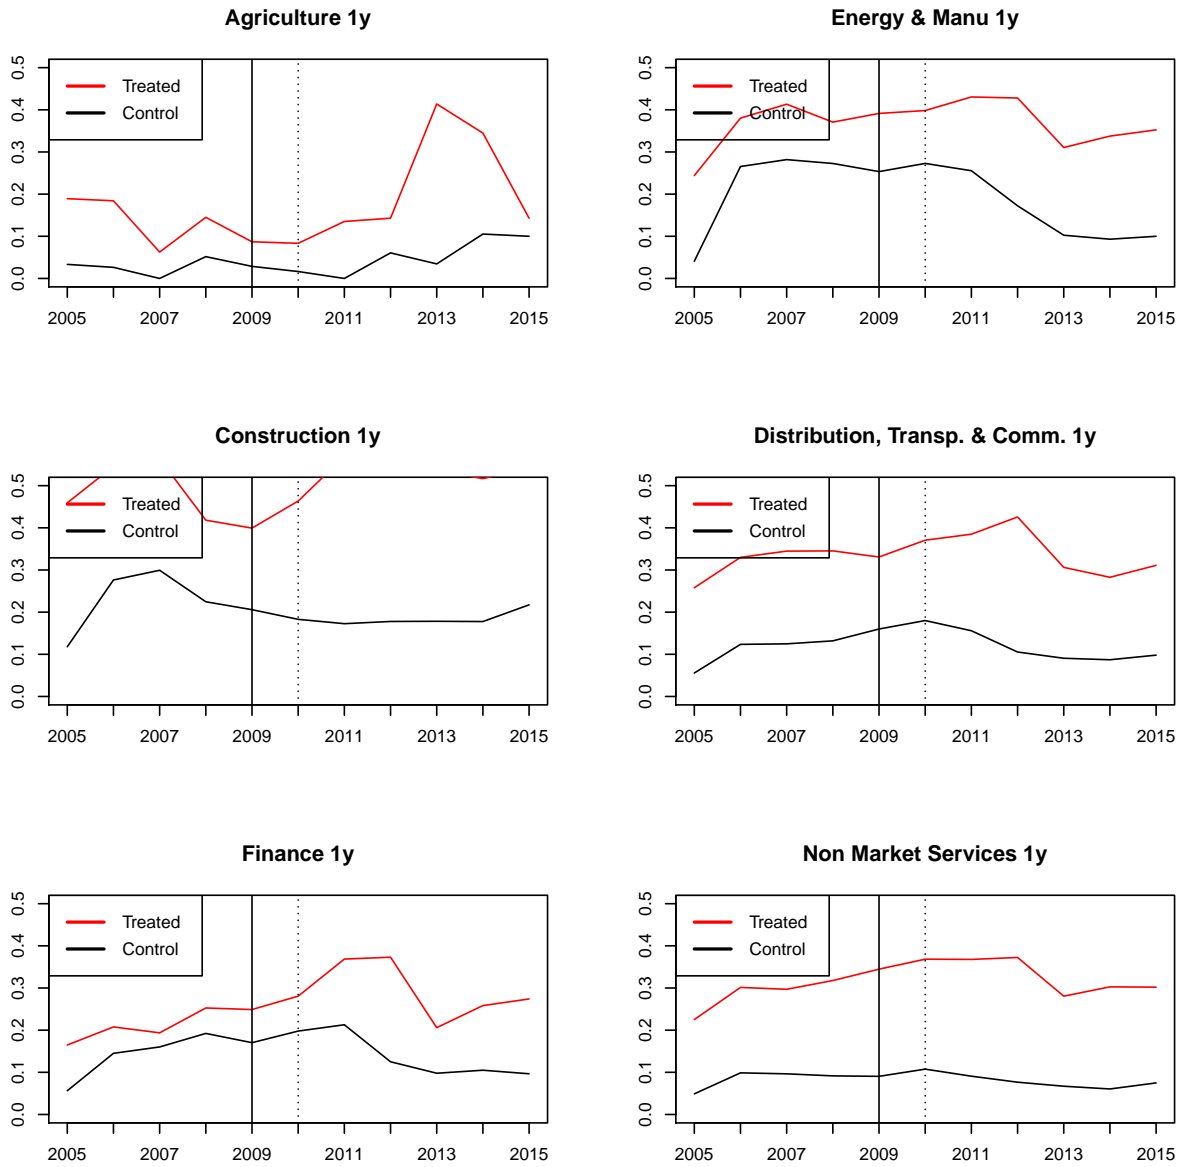 Agriculture 1y
Treated
Control
0.5
0.4
0.3
0.2
0.1
0.0
2005 2007 2009 2011 2013 2015
Energy & Manu 1y
Treated
Control
0.5
0.4
0.3
0.2
0.1
0.0
2005 2007 2009 2011 2013 2015
Construction 1y
Treated
Control
0.5
0.4
0.3
0.2
0.1
0.0
2005 2007 2009 2011 2013 2015
Distribution, Transp. & Comm. 1y
Treated
Control
0.5
0.4
0.3
0.2
0.1
0.0
2005 2007 2009 2011 2013 2015
Finance 1y
Treated
Control
0.5
0.4
0.3
0.2
0.1
0.0
2005 2007 2009 2011 2013 2015
Non Market Services 1y
Treated
Control
0.5
0.4
0.3
0.2
0.1
0.0
2005 2007 2009 2011 2013 2015